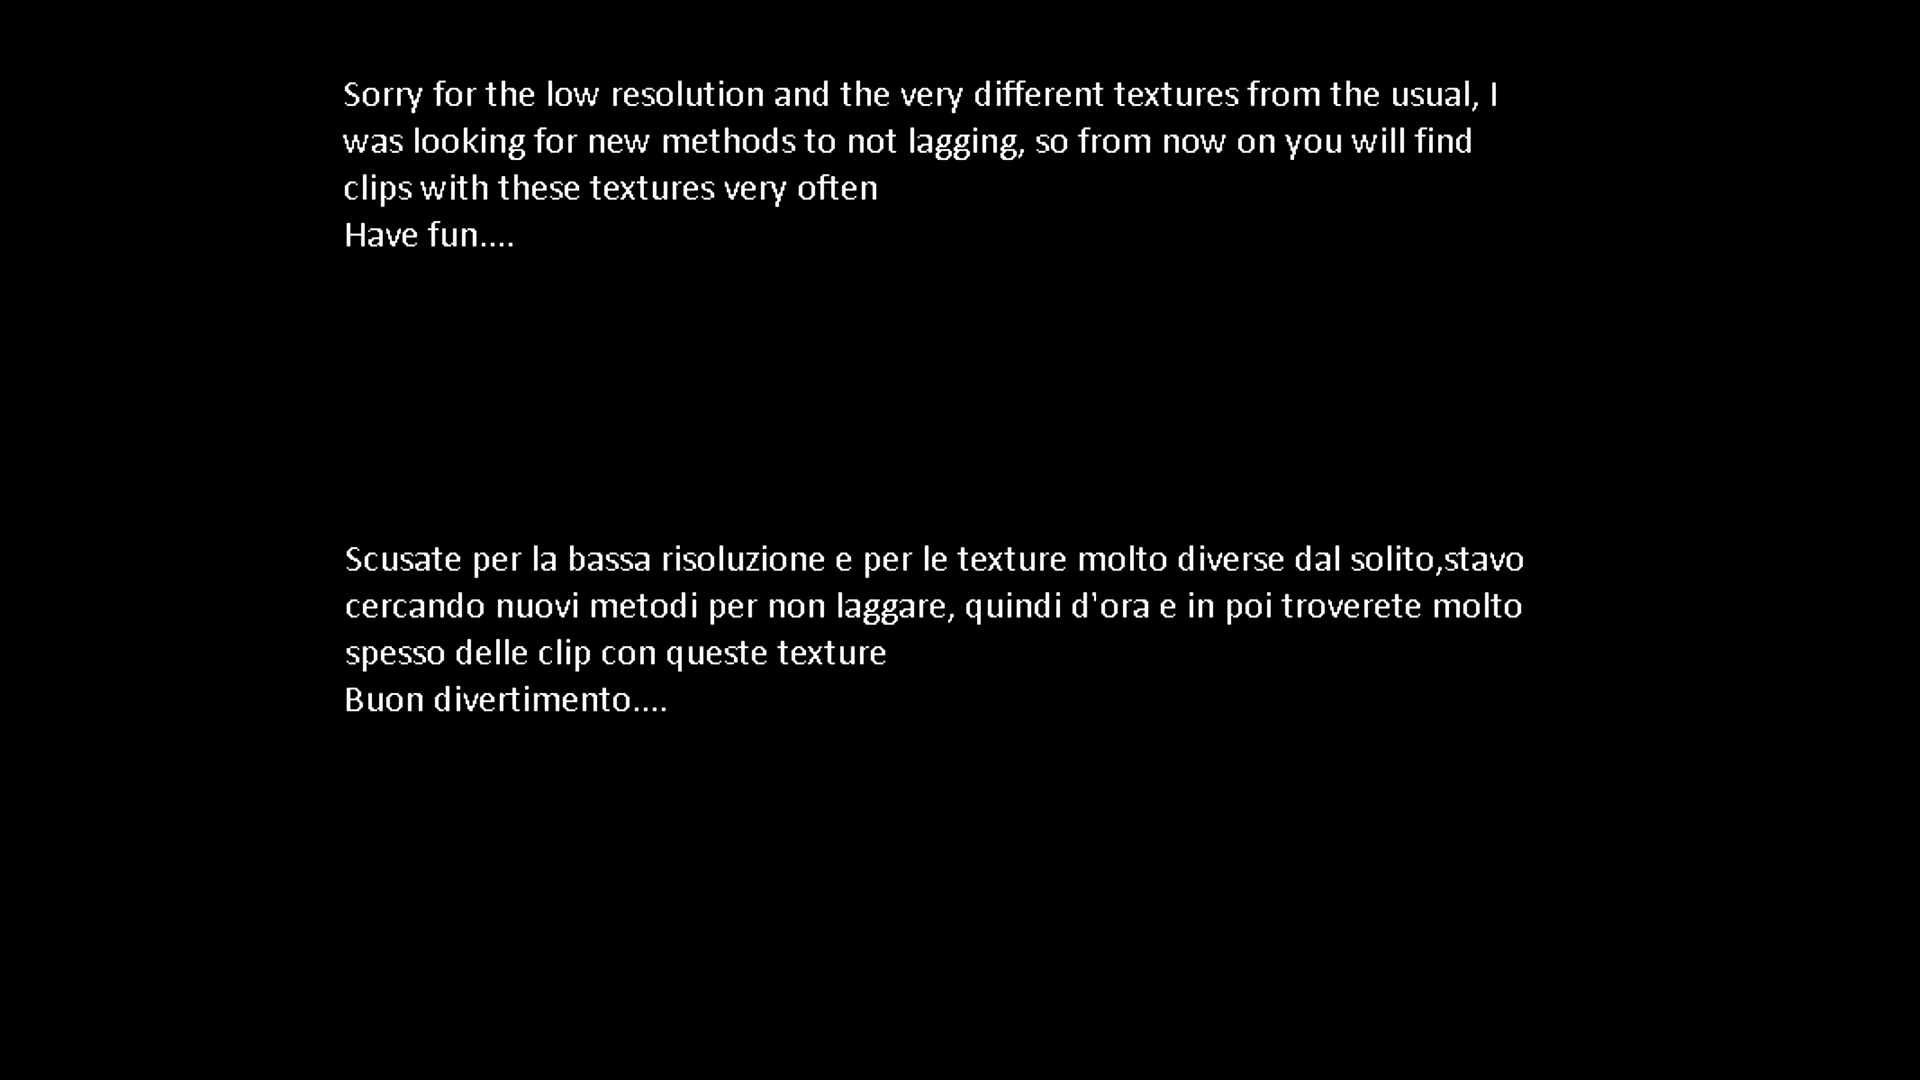 Sorry for the low resolution and the very different textures from the usual, I
was looking for new methods to not lagging, so from now on you will find
clips with these textures very often
Have fun....
Scusate per la bassa risoluzione e per le texture molto diverse dal solito,stavo
cercando nuovi metodi per non laggare, quindi d'ora e in poi troverete molto
spesso delle clip con queste texture
Buon divertimento....